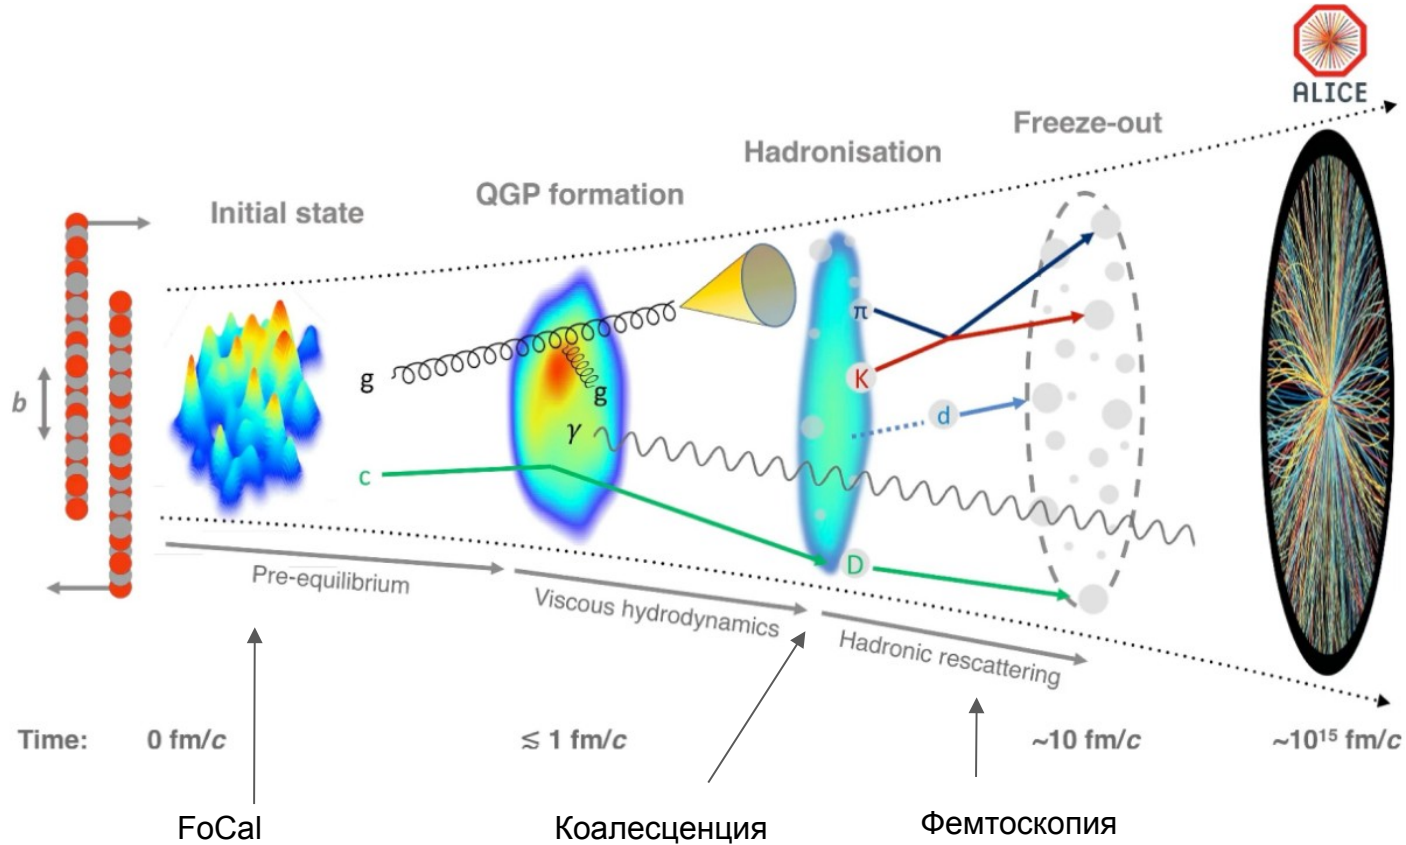 ALICE
Freeze-out
Hadronisation
QGP formation
Initial state
b
g
g
γ
c
π
K
d
D
Pre-equilibrium
Viscous hydrodynamics
Hadronic rescattering
Time: 0 fm/c ≲ 1 fm/c ~10 fm/c ~10¹⁵ fm/c
FoCal Коалесценция Фемтоскопия